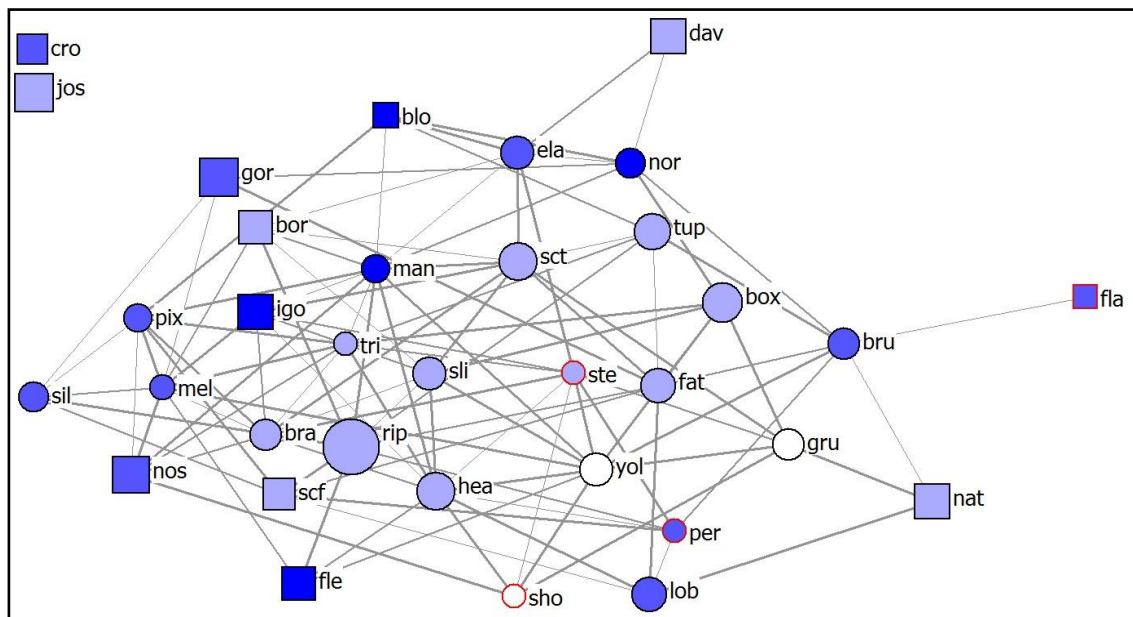 dav
cro
jos
blo
ela
nor
gor
bor
tup
sct
man
igo
box
fla
pix
tri
bru
sli
ste
fat
mel
sil
bra
rip
gru
yol
nos
scf
hea
nat
per
fle
sho
lob